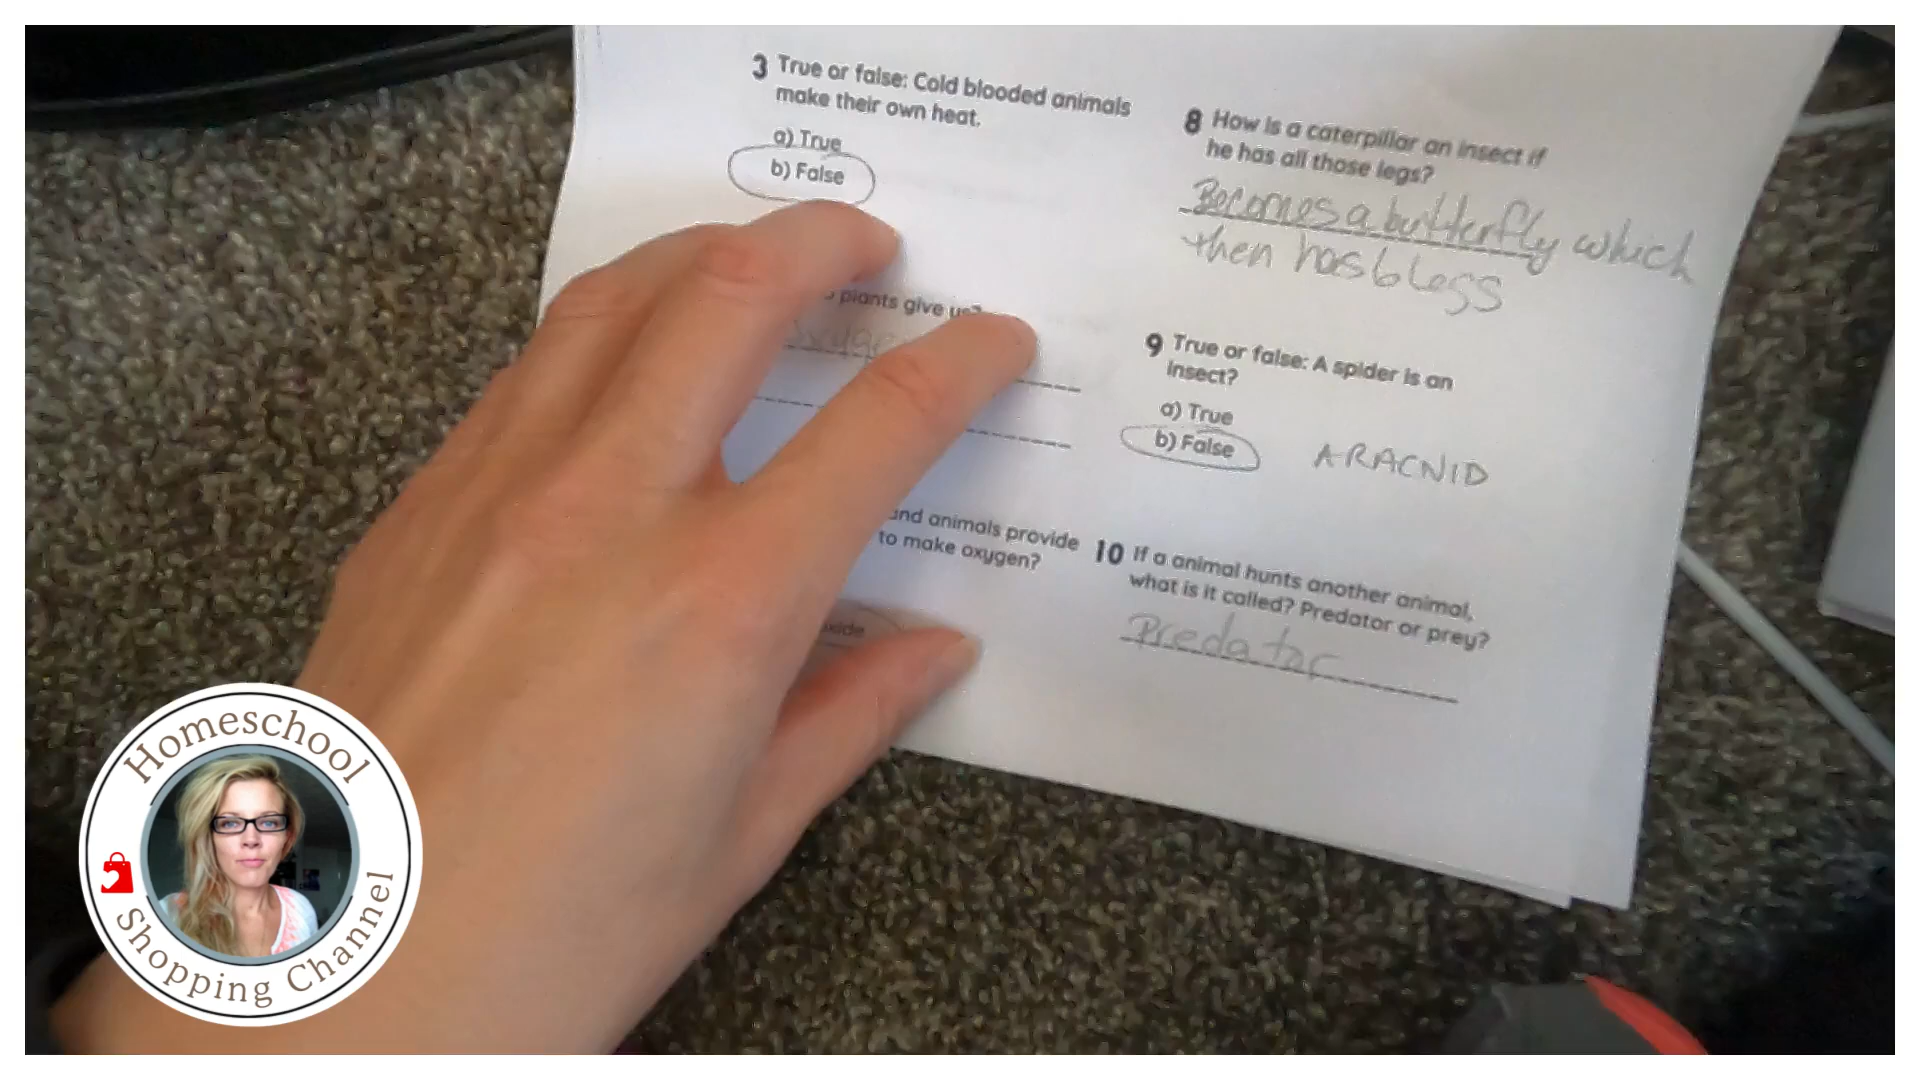 3 True or false: Cold blooded animals
make their own heat.
a) True
b) False
plants give us?
and animals provide
to make oxygen?
8 How is a caterpillar an insect if
he has all those legs?
Becomes a butterfly which
then has 6 legs
9 True or false: A spider is an
insect?
a) True
b) False
ARACNID
10 If a animal hunts another animal,
what is it called? Predator or prey?
Predator
Homeschool
Shopping Channel